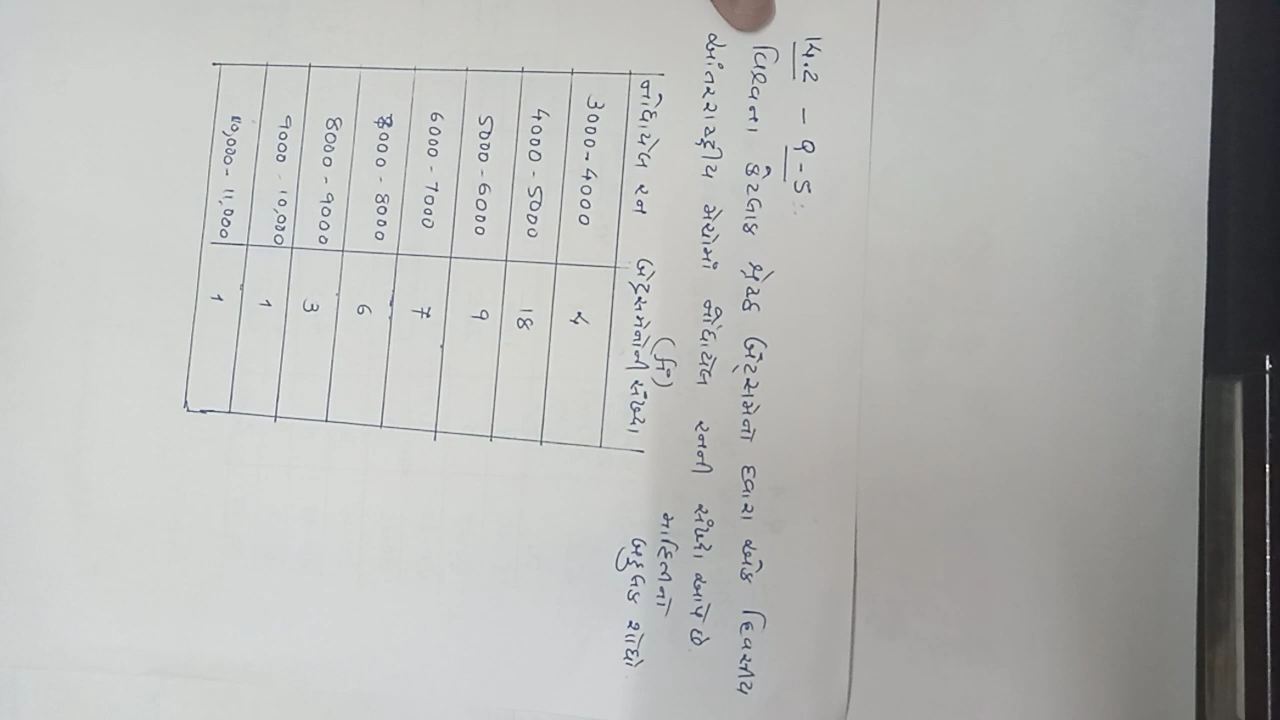 14.2 - Q-5:
વિશ્વના કેટલાક શ્રેષ્ઠ બેટ્સમેનો દ્વારા એક દિવસીય
આંતરરાષ્ટ્રીય મેચોમાં નોંધાયેલ રનની સંખ્યા આપે છે.
માહિતીનો
બહુલક શોધો.
નોંધાયેલ રન બેટ્સમેનોની સંખ્યા (fi)
3000-4000 4
4000-5000 18
5000-6000 9
6000-7000 7
7000-8000 6
8000-9000 3
9000-10,000 1
10,000-11,000 1